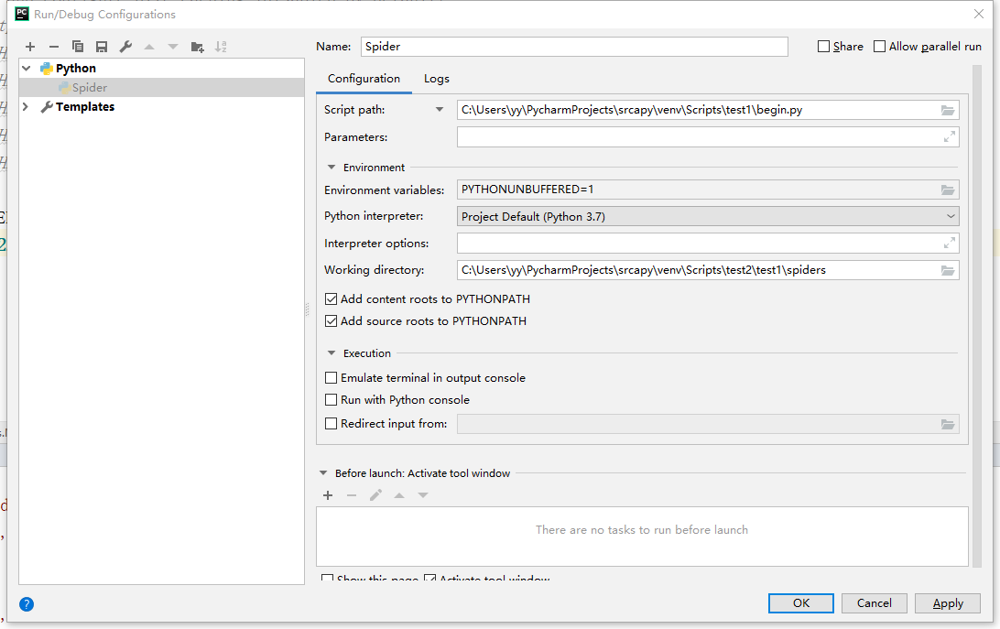 Run/Debug Configurations
Name: Spider
Share
Allow parallel run
Python
Spider
Templates
Configuration
Logs
Script path: C:\Users\yy\PycharmProjects\srcapy\venv\Scripts\test1\begin.py
Parameters:
Environment
Environment variables: PYTHONUNBUFFERED=1
Python interpreter: Project Default (Python 3.7)
Interpreter options:
Working directory: C:\Users\yy\PycharmProjects\srcapy\venv\Scripts\test2\test1\spiders
Add content roots to PYTHONPATH
Add source roots to PYTHONPATH
Execution
Emulate terminal in output console
Run with Python console
Redirect input from:
Before launch: Activate tool window
There are no tasks to run before launch
Show this page
Activate tool window
OK
Cancel
Apply